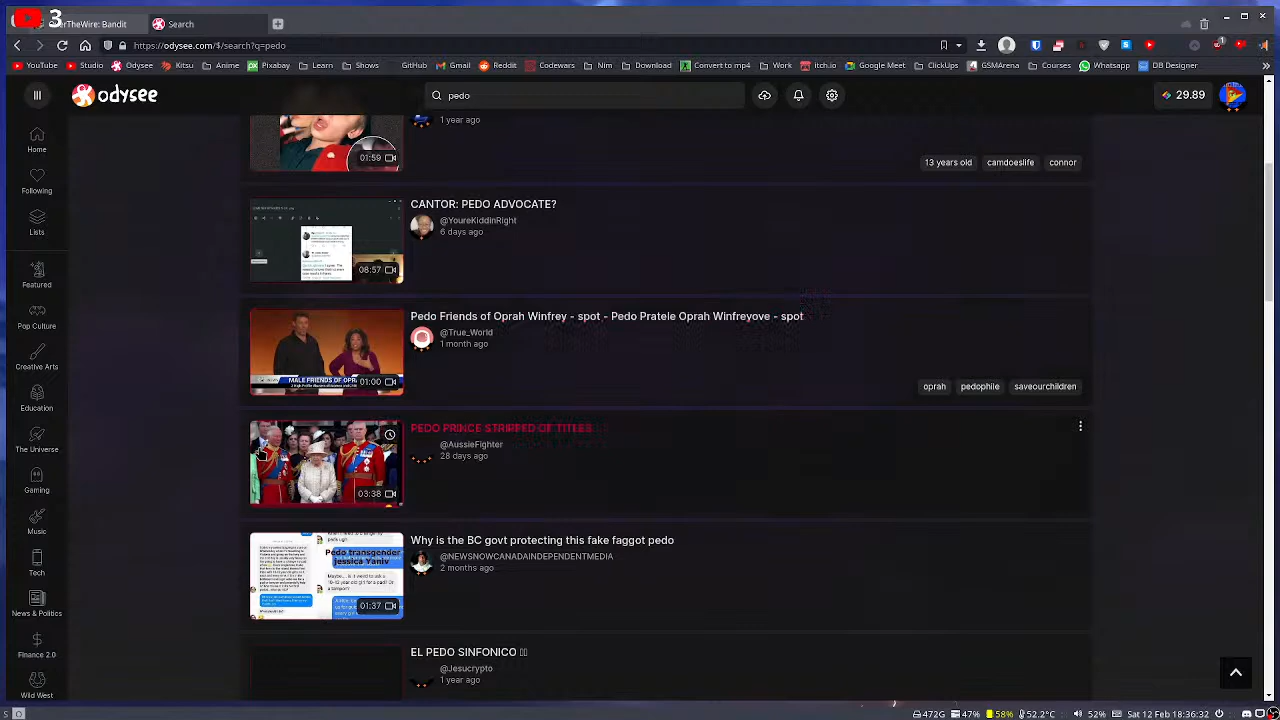 3
erTheWire: Bandit
Search
https://odysee.com/$/search?q=pedo
1
YouTube
Studio
Odysee
Kitsu
Anime
Pixabay
Learn
Shows
GitHub
Gmail
Reddit
Nim
Download
Convert to mp4
Work
itch.io
Google Meet
ClickUps
GSMArena
Courses
Whatsapp
DB Designer
odysee
pedo
29.89
Home
Following
Lists
Featured
Pop Culture
Creative Arts
Education
The Universe
Gaming
Music
Tech
News & Politics
Finance 2.0
Wild West
1 year ago
01:59
13 years old
camdoeslife
connor
CANTOR: PEDO ADVOCATE?
@YoureKiddinRight
6 days ago
08:57
Pedo Friends of Oprah Winfrey - spot - Pedo Pratele Oprah Winfreyove - spot
@True_World
1 month ago
MALE FRIENDS OF OPR
01:00
oprah
pedophile
saveourchildren
PEDO PRINCE STRIPPED OF TITLES
@AussieFighter
28 days ago
03:38
Why is the BC govt protecting this fake faggot pedo
Pedo transgender
Jessica Yaniv
01:37
EL PEDO SINFONICO
@Jesucrypto
1 year ago
472G
47%
58%
52.2°C
52%
Sat 12 Feb 18:36:32